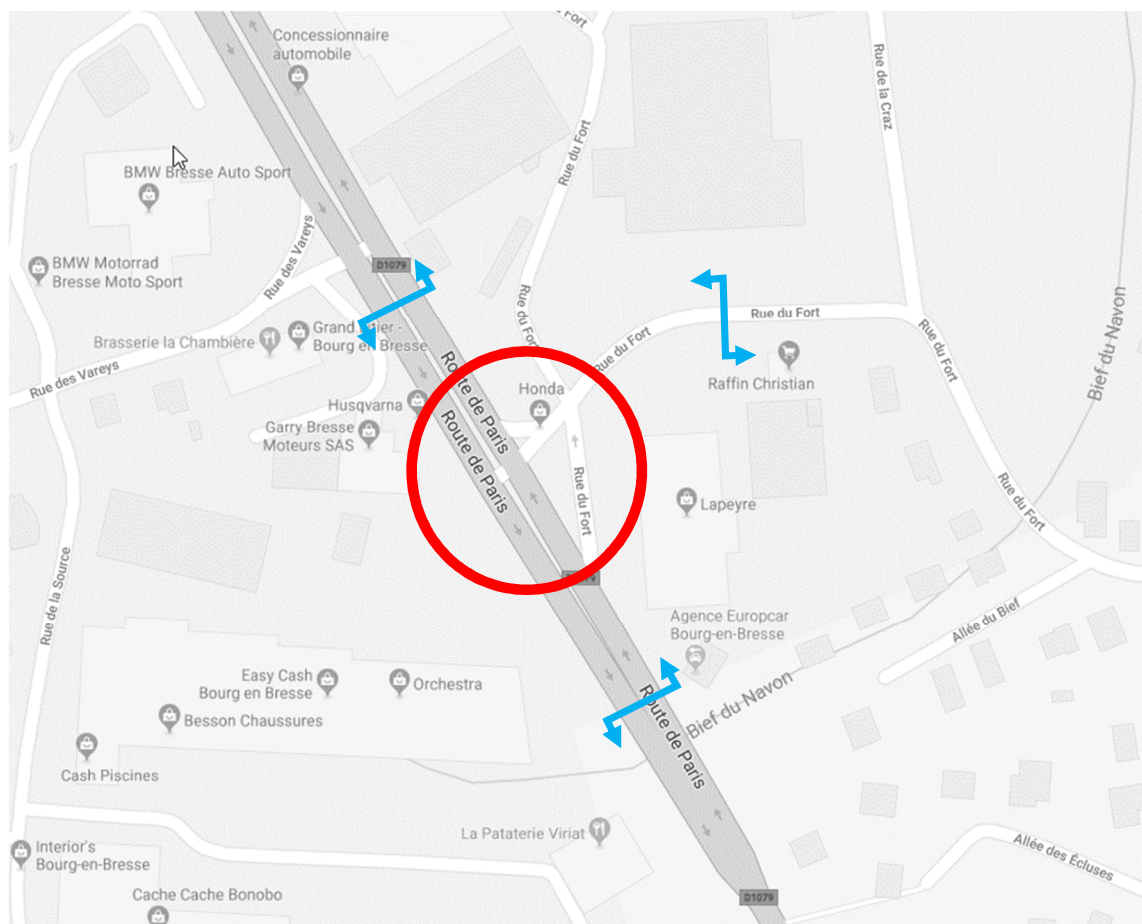 Fort
Concessionnaire
automobile
Rue de la Craz
Rue du Fort
BMW Bresse Auto Sport
Rue des Vareys
BMW Motorrad
Bresse Moto Sport
D1079
Rue du Fort
Rue du Fort
Rue du Fort
Rue du Fort
Bief du Navon
Brasserie la Chambière
Bourg en Bresse
Rue des Vareys
Raffin Christian
Honda
Husqvarna
Garry Bresse
Moteurs SAS
Route de Paris
Route de Paris
Rue du Fort
Lapeyre
Rue du Fort
Rue de la Source
Agence Europcar
Bourg-en-Bresse
Allée du Bief
Easy Cash
Bourg en Bresse
Orchestra
Besson Chaussures
Route de Paris
Bief du Navon
Cash Piscines
La Pataterie Viriat
Interior's
Bourg-en-Bresse
Allée des Écluses
Cache Cache Bonobo
D1079